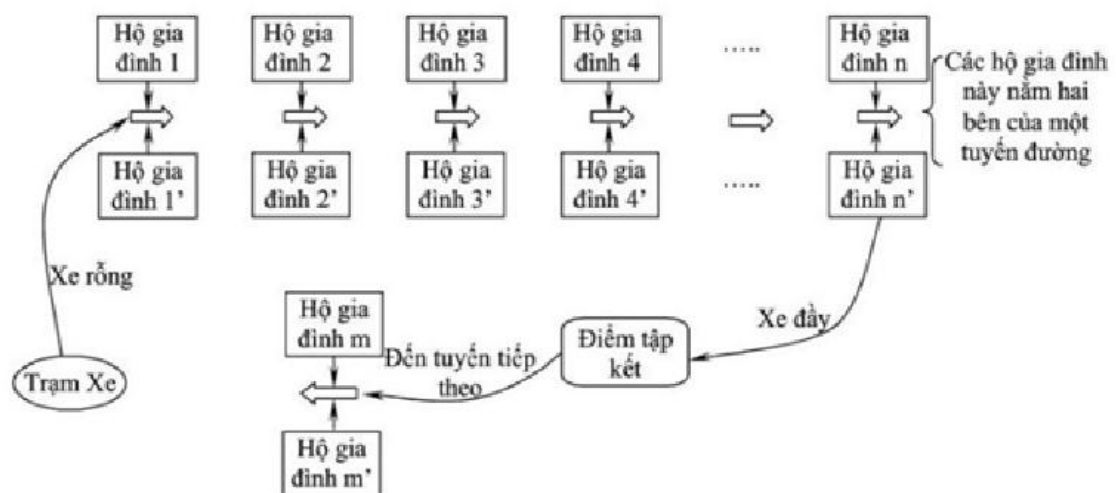 Hộ gia
đình 1
Hộ gia
đình 2
Hộ gia
đình 3
Hộ gia
đình 4
.....
Hộ gia
đình n
Các hộ gia đình
này nằm hai
bên của một
tuyến đường
Hộ gia
đình 1’
Hộ gia
đình 2’
Hộ gia
đình 3’
Hộ gia
đình 4’
.....
Hộ gia
đình n’
Xe rỗng
Trạm Xe
Xe đầy
Điểm tập
kết
Đến tuyến tiếp
theo
Hộ gia
đình m
Hộ gia
đình m’